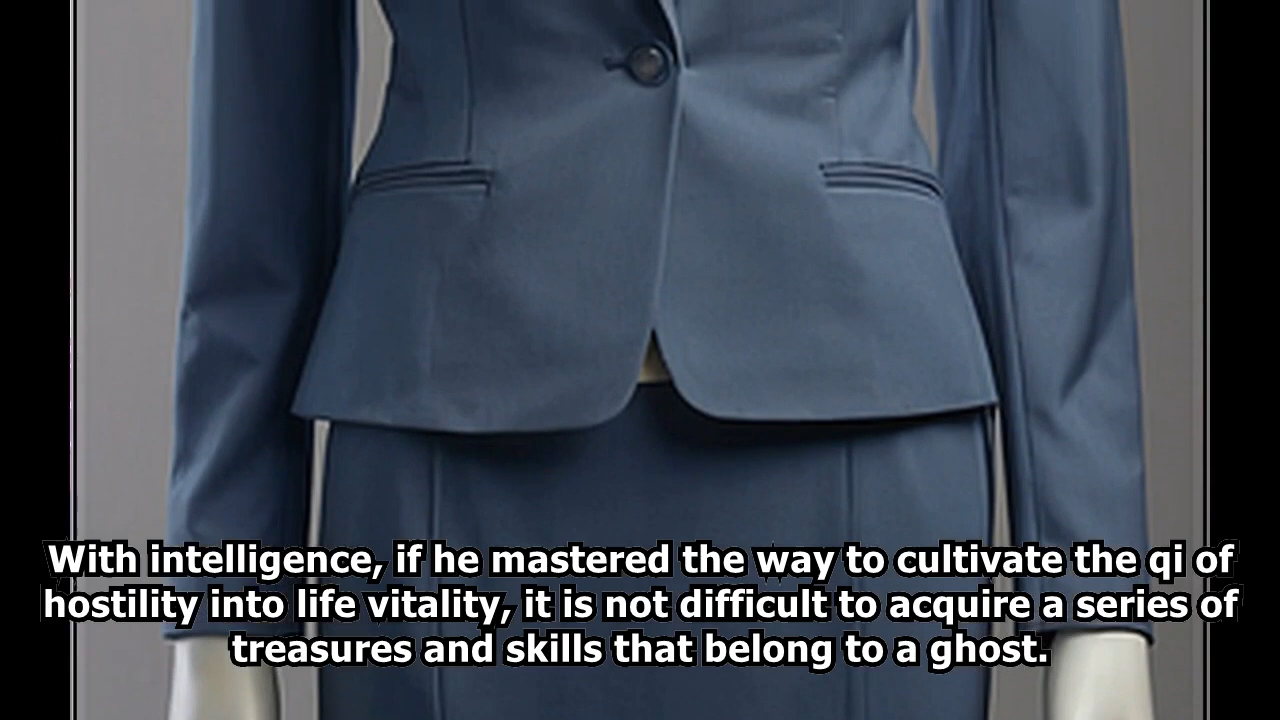 With intelligence, if he mastered the way to cultivate the qi of
hostility into life vitality, it is not difficult to acquire a series of
treasures and skills that belong to a ghost.